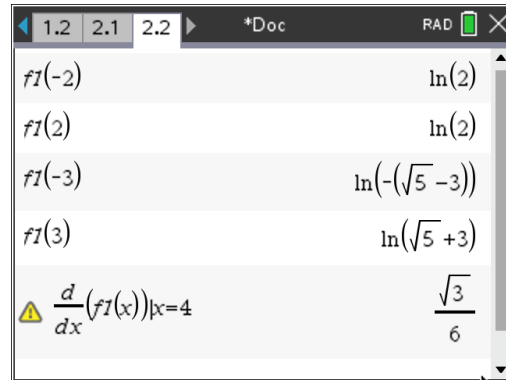 1.2 2.1 2.2 *Doc RAD
f1(-2) ln(2)
f1(2) ln(2)
f1(-3) ln(-(√5 -3))
f1(3) ln(√5 +3)
d/dx(f1(x))|x=4 √3/6